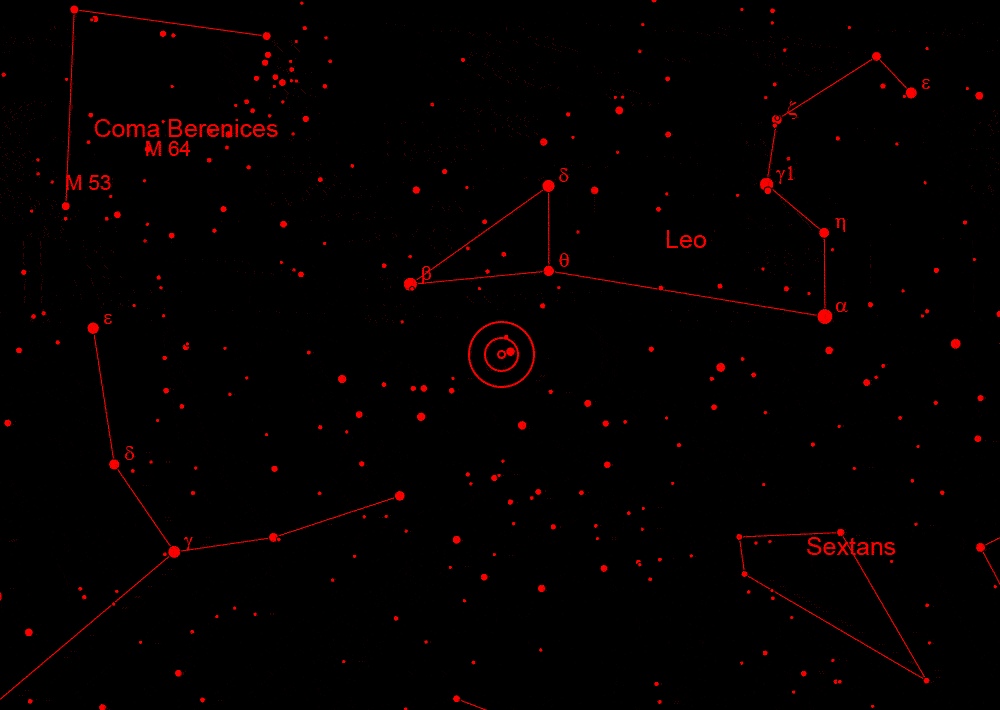 ε
ζ
Coma Berenices
M 64
γ1
δ
M 53
η
Leo
θ
β
α
ε
δ
γ
Sextans